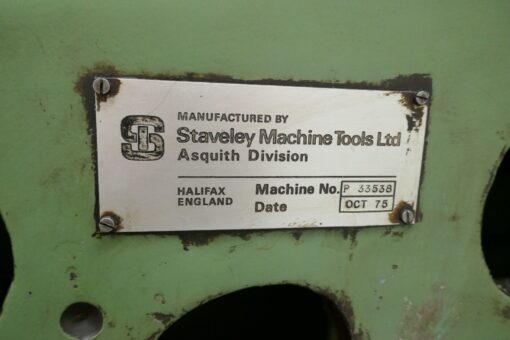 MANUFACTURED BY
Staveley Machine Tools Ltd
Asquith Division
HALIFAX Machine No. P 33538
ENGLAND Date OCT 75